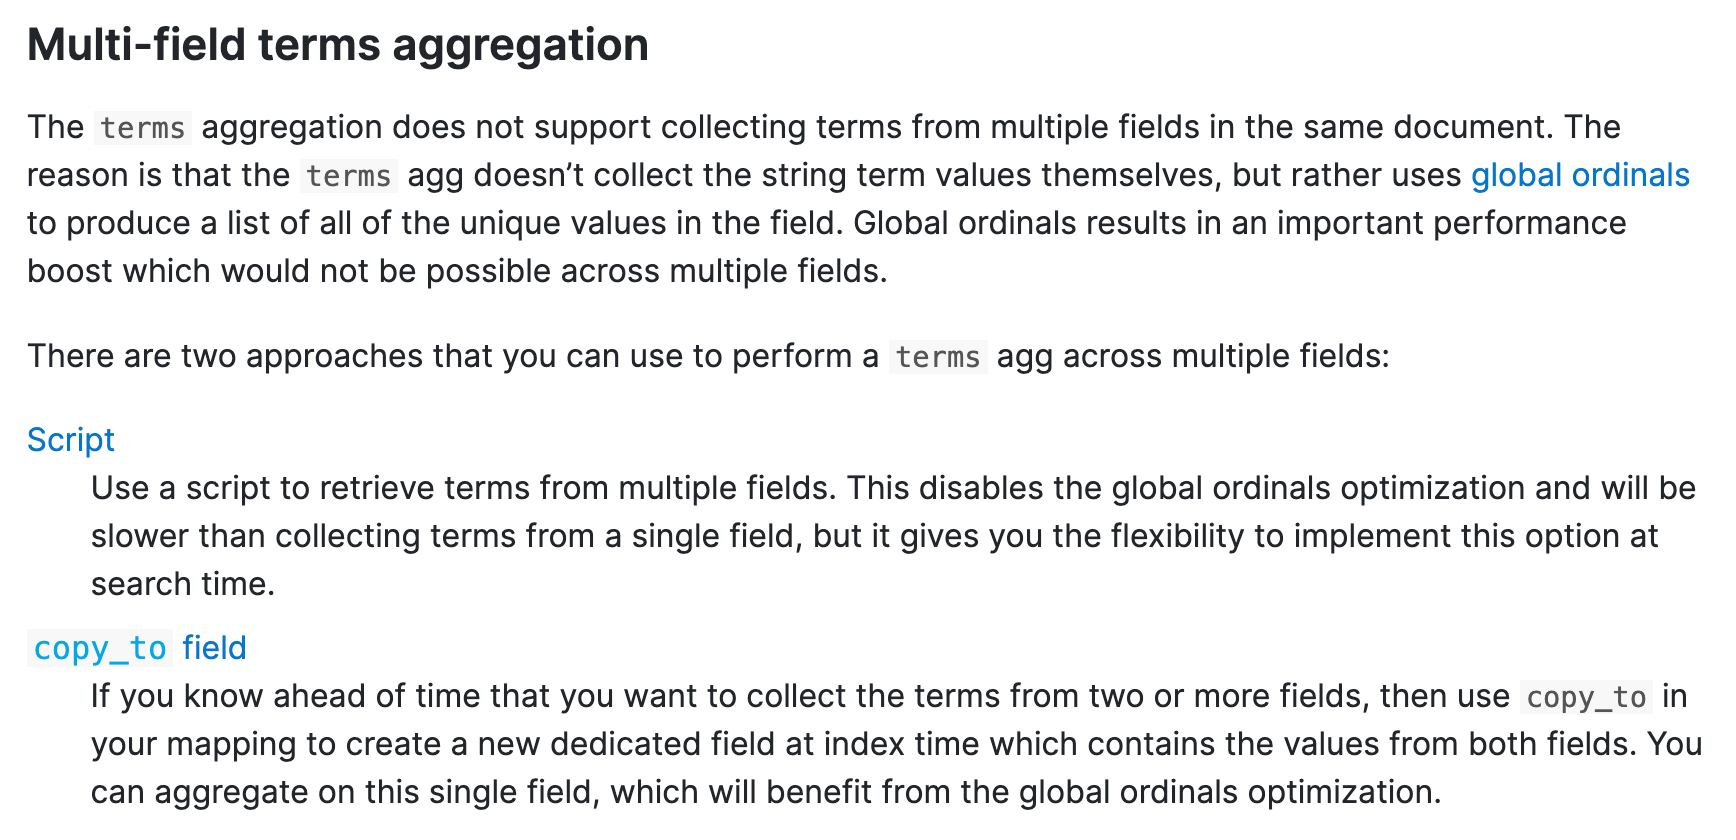 Multi-field terms aggregation
The terms aggregation does not support collecting terms from multiple fields in the same document. The
reason is that the terms agg doesn’t collect the string term values themselves, but rather uses global ordinals
to produce a list of all of the unique values in the field. Global ordinals results in an important performance
boost which would not be possible across multiple fields.
There are two approaches that you can use to perform a terms agg across multiple fields:
Script
Use a script to retrieve terms from multiple fields. This disables the global ordinals optimization and will be
slower than collecting terms from a single field, but it gives you the flexibility to implement this option at
search time.
copy_to field
If you know ahead of time that you want to collect the terms from two or more fields, then use copy_to in
your mapping to create a new dedicated field at index time which contains the values from both fields. You
can aggregate on this single field, which will benefit from the global ordinals optimization.